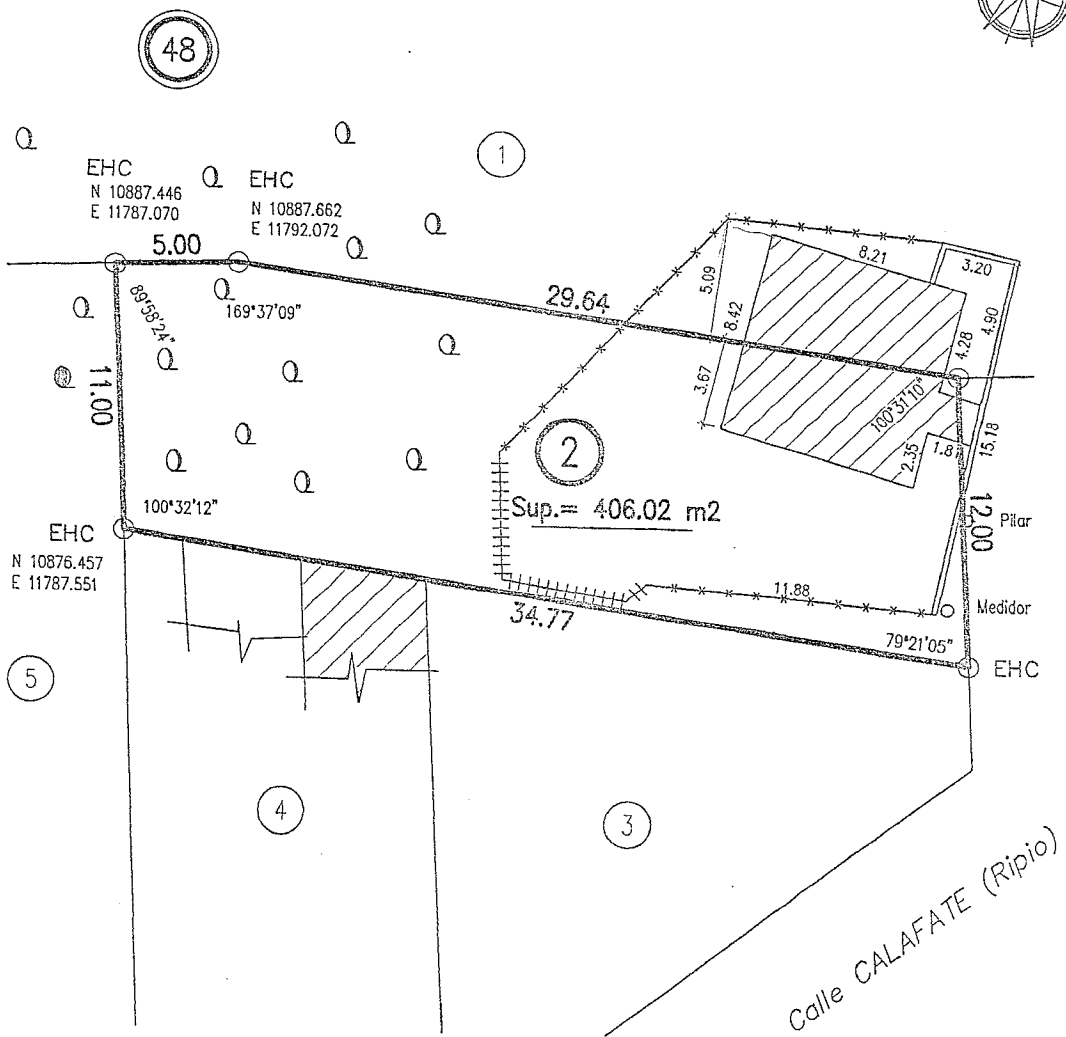 48
1
EHC
N 10887.446
E 11787.070
EHC
N 10887.662
E 11792.072
5.00
89°58'24"
169°37'09"
29.64
5.09
8.42
3.67
8.21
3.20
4.90
4.28
100°31'10"
15.18
2.35
1.8
11.00
2
Sup.= 406.02 m2
12.00
Pilar
100°32'12"
EHC
N 10876.457
E 11787.551
11.88
Medidor
34.77
79°21'05"
EHC
5
4
3
Calle CALAFATE (Ripio)